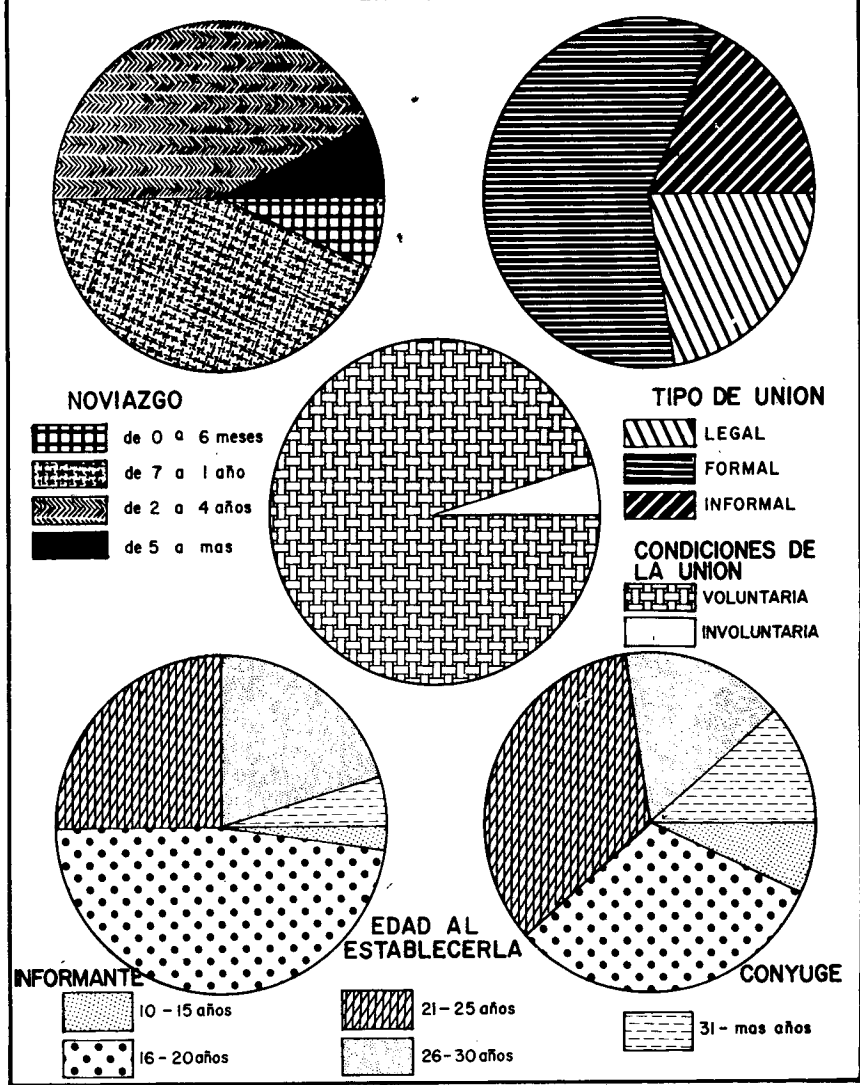 NOVIAZGO
de 0 a 6 meses
de 7 a 1 año
de 2 a 4 años
de 5 a mas
TIPO DE UNION
LEGAL
FORMAL
INFORMAL
CONDICIONES DE
LA UNION
VOLUNTARIA
INVOLUNTARIA
EDAD AL
ESTABLECERLA
INFORMANTE
CONYUGE
10-15 años
16-20 años
21-25 años
26-30 años
31- mas años